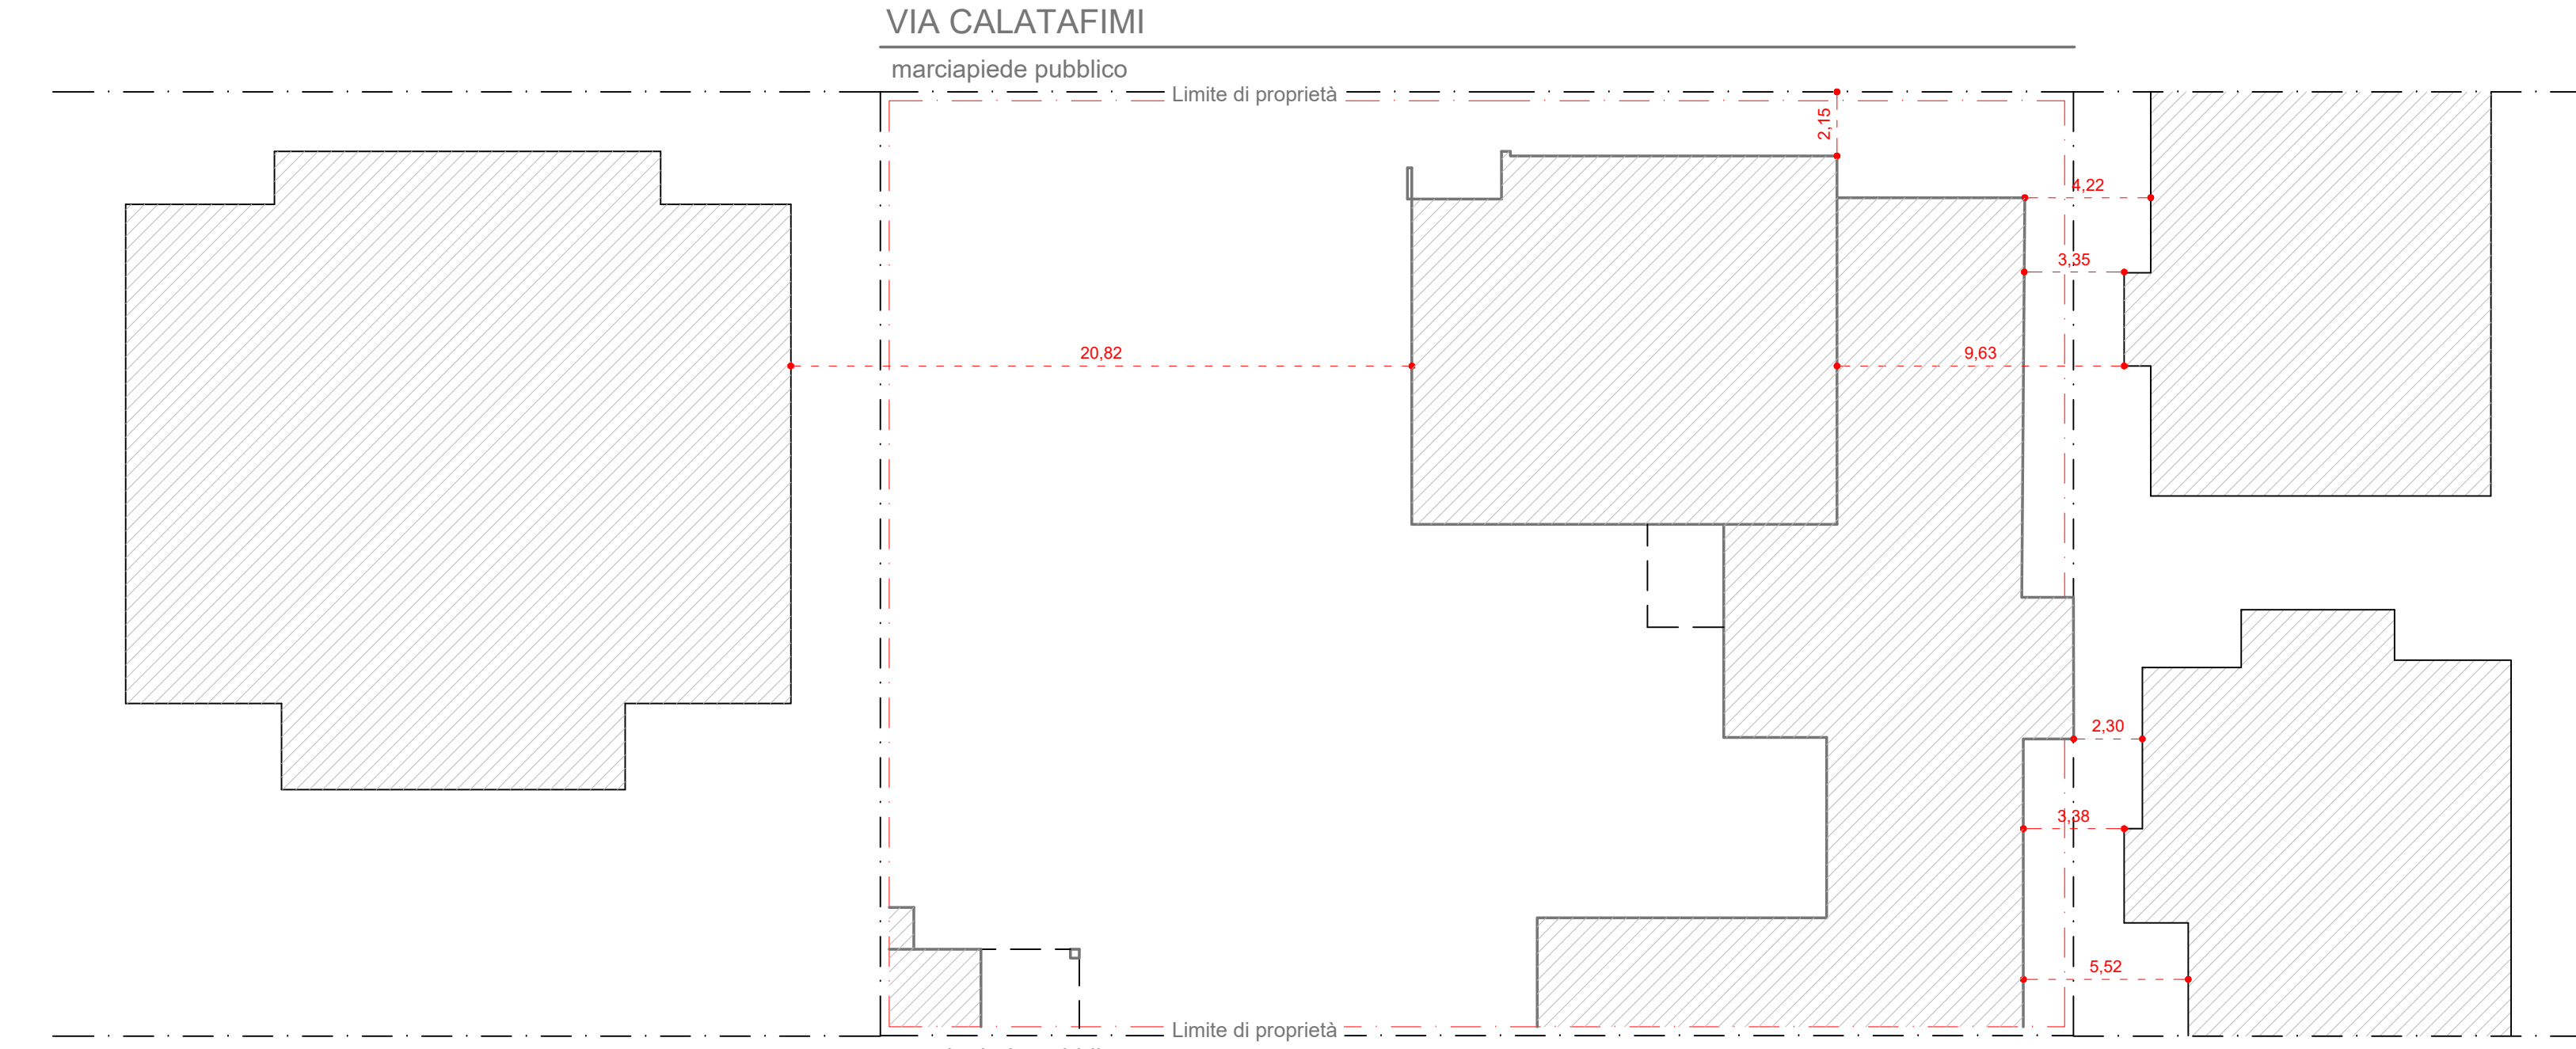 VIA CALATAFIMI
marciapiede pubblico
Limite di proprietà
2,15
4,22
3,35
20,82
9,63
2,30
3,38
5,52
Limite di proprietà